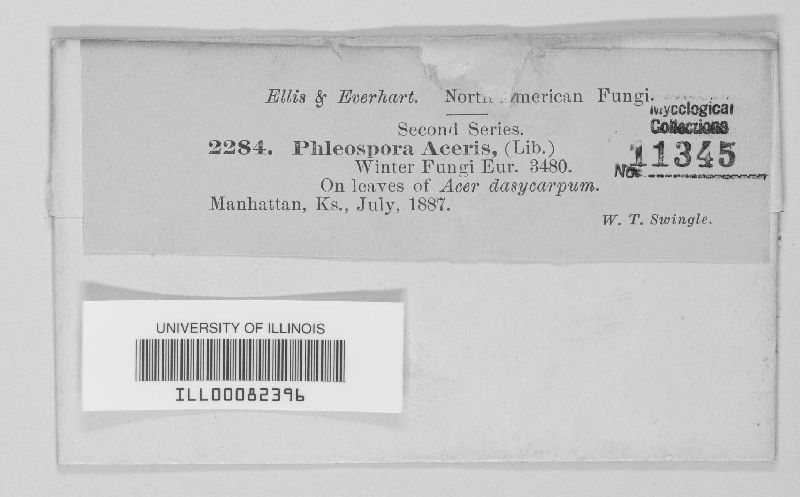 Ellis & Everhart. North American Fungi.
Second Series.
2284. Phleospora Aceris, (Lib.)
Winter Fungi Eur. 3480.
On leaves of Acer dasycarpum.
Manhattan, Ks., July, 1887.
W. T. Swingle.
Mycological
Collections
No. 11345
UNIVERSITY OF ILLINOIS
ILL00082396